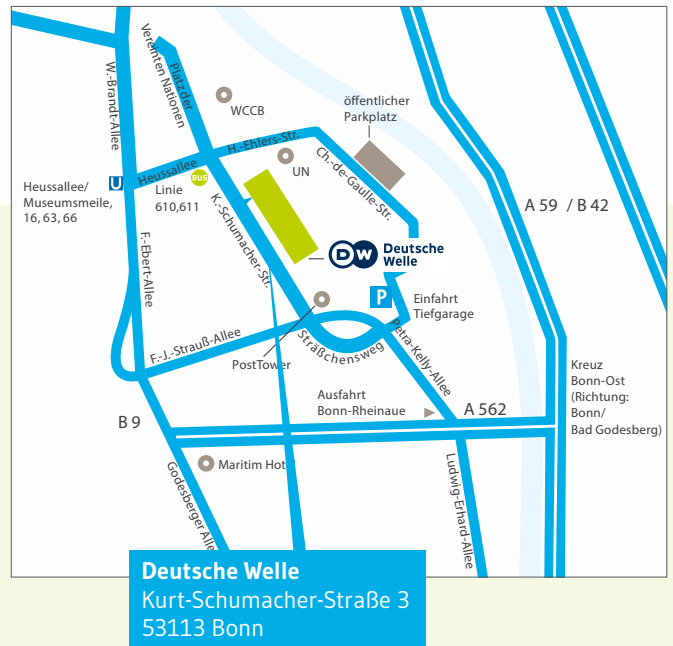 W.-Brandt-Allee
Platz der
Vereinten Nationen
WCCB
öffentlicher
Parkplatz
H.-Ehlers-Str.
Heussallee
UN
Ch.-de-Gaulle-Str.
U
BUS
Linie
610,611
Heussallee/
Museumsmeile,
16, 63, 66
K.-Schumacher-Str.
A 59 / B 42
DW
Deutsche
Welle
F.-Ebert-Allee
P
Einfahrt
Tiefgarage
F.-J.-Strauß-Allee
PostTower
Sträßchensweg
Petra-Kelly-Allee
Kreuz
Bonn-Ost
(Richtung:
Bonn/
Bad Godesberg)
Ausfahrt
Bonn-Rheinaue
A 562
B 9
Maritim Hot
Godesberger Allee
Ludwig-Erhard-Allee
Deutsche Welle
Kurt-Schumacher-Straße 3
53113 Bonn